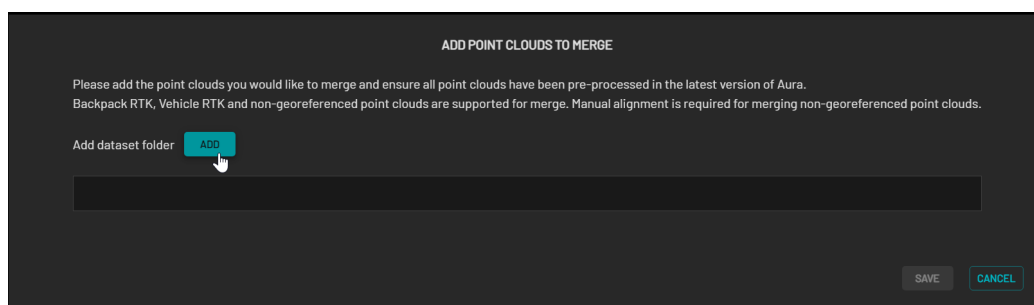 ADD POINT CLOUDS TO MERGE
Please add the point clouds you would like to merge and ensure all point clouds have been pre-processed in the latest version of Aura.
Backpack RTK, Vehicle RTK and non-georeferenced point clouds are supported for merge. Manual alignment is required for merging non-georeferenced point clouds.
Add dataset folder ADD
SAVE CANCEL